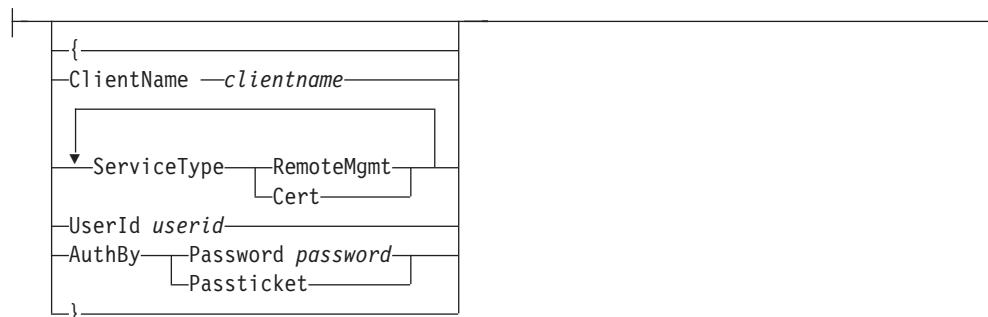 {
ClientName clientname
ServiceType RemoteMgmt
Cert
UserId userid
AuthBy Password password
Passticket
}